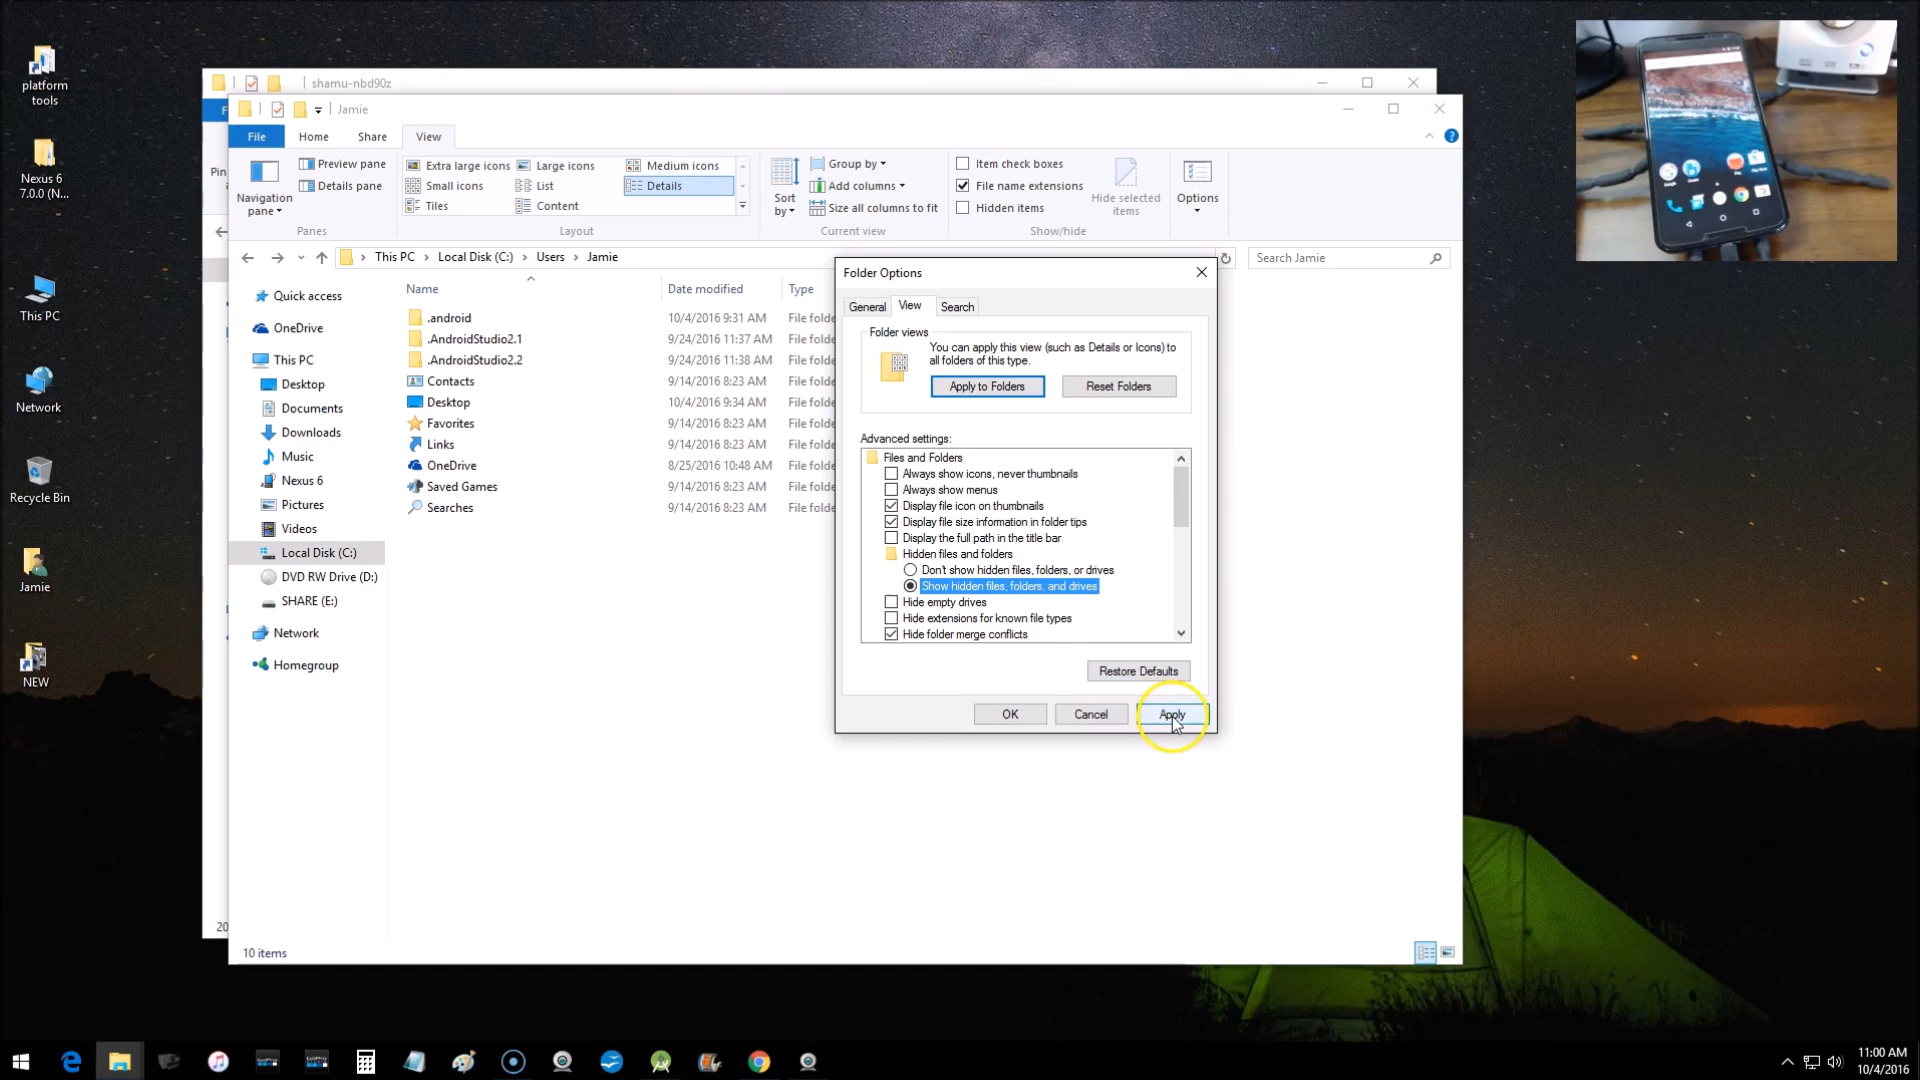 platform
tools
Nexus 6
7.0.0 (N...
This PC
Network
Recycle Bin
Jamie
NEW
shamu-nbd90z
Jamie
File
Home
Share
View
Navigation
pane
Preview pane
Details pane
Panes
Extra large icons
Large icons
Medium icons
Small icons
List
Details
Tiles
Content
Layout
Sort
by
Group by
Add columns
Size all columns to fit
Current view
Item check boxes
File name extensions
Hidden items
Hide selected
items
Show/hide
Options
This PC > Local Disk (C:) > Users > Jamie
Search Jamie
Quick access
OneDrive
This PC
Desktop
Documents
Downloads
Music
Nexus 6
Pictures
Videos
Local Disk (C:)
DVD RW Drive (D:)
SHARE (E:)
Network
Homegroup
Name Date modified Type
.android 10/4/2016 9:31 AM File folde
.AndroidStudio2.1 9/24/2016 11:37 AM File folde
.AndroidStudio2.2 9/24/2016 11:38 AM File folde
Contacts 9/14/2016 8:23 AM File folde
Desktop 10/4/2016 9:34 AM File folde
Favorites 9/14/2016 8:23 AM File folde
Links 9/14/2016 8:23 AM File folde
OneDrive 8/25/2016 10:48 AM File folde
Saved Games 9/14/2016 8:23 AM File folde
Searches 9/14/2016 8:23 AM File folde
Folder Options
General
View
Search
Folder views
You can apply this view (such as Details or Icons) to
all folders of this type.
Apply to Folders
Reset Folders
Advanced settings:
Files and Folders
Always show icons, never thumbnails
Always show menus
Display file icon on thumbnails
Display file size information in folder tips
Display the full path in the title bar
Hidden files and folders
Don't show hidden files, folders, or drives
Show hidden files, folders, and drives
Hide empty drives
Hide extensions for known file types
Hide folder merge conflicts
Restore Defaults
OK
Cancel
Apply
20
10 items
11:00 AM
10/4/2016